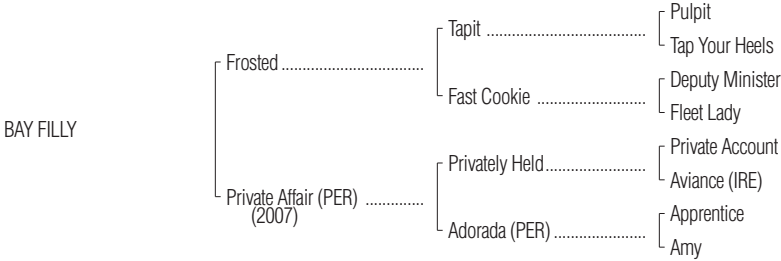 Pulpit
Tapit ...................................
Tap Your Heels
Frosted ...............................
Deputy Minister
Fast Cookie ........................
Fleet Lady
BAY FILLY
Private Account
Privately Held......................
Aviance (IRE)
Private Affair (PER) .............
(2007)
Apprentice
Adorada (PER) ....................
Amy